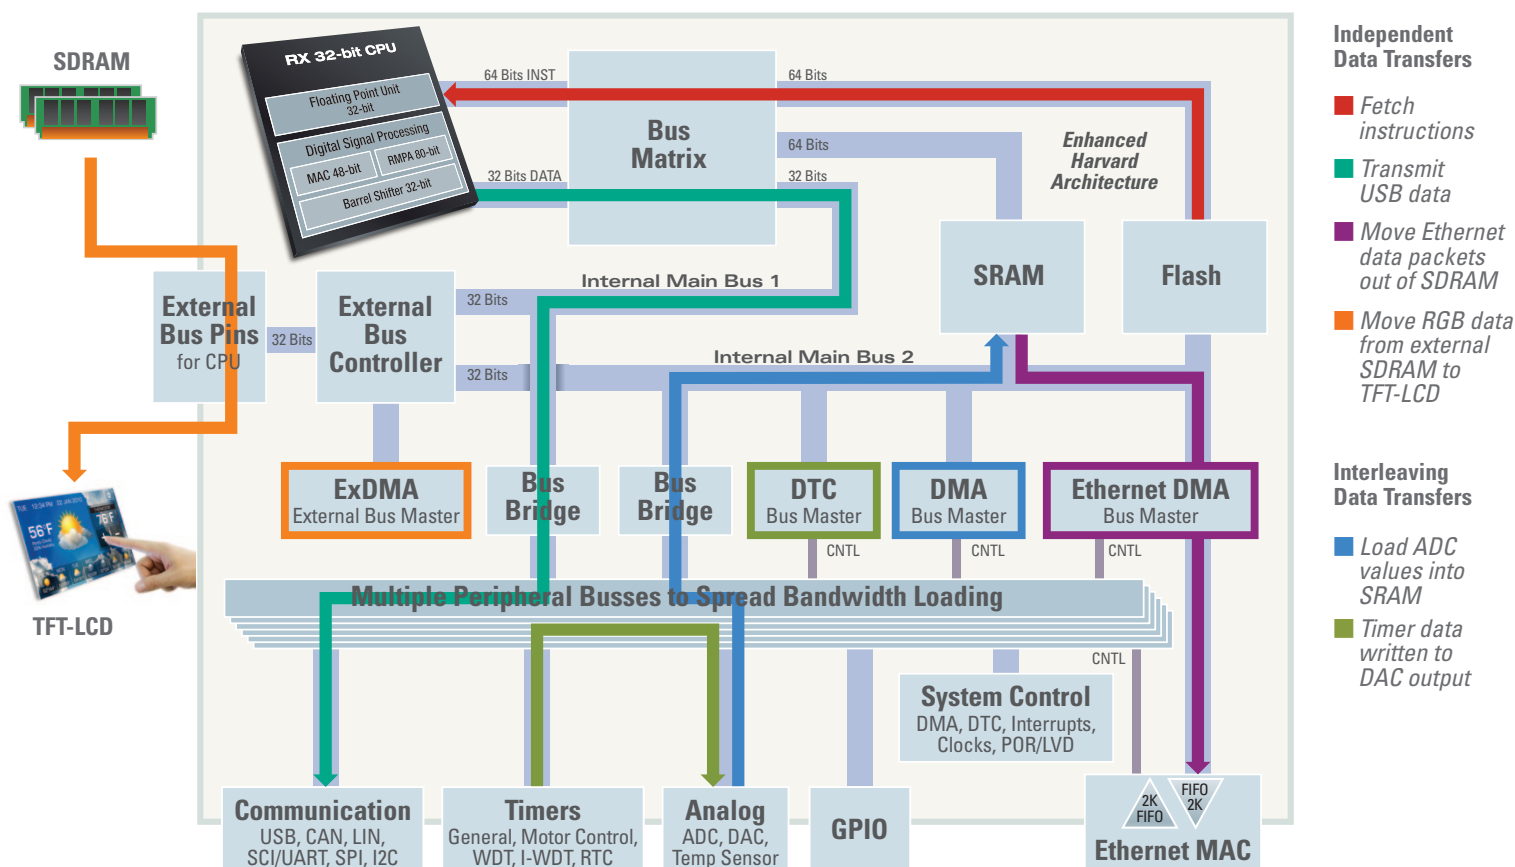 SDRAM
RX 32-bit CPU
Floating Point Unit
32-bit
Digital Signal Processing
MAC 48-bit
RMPA 80-bit
Barrel Shifter 32-bit
64 Bits INST
32 Bits DATA
Bus
Matrix
64 Bits
64 Bits
32 Bits
Enhanced
Harvard
Architecture
SRAM
Flash
Internal Main Bus 1
Internal Main Bus 2
External
Bus Pins
for CPU
32 Bits
External
Bus
Controller
32 Bits
32 Bits
ExDMA
External Bus Master
Bus
Bridge
Bus
Bridge
DTC
Bus Master
DMA
Bus Master
Ethernet DMA
Bus Master
CNTL
CNTL
CNTL
TFT-LCD
56°F
76°F
Multiple Peripheral Busses to Spread Bandwidth Loading
CNTL
System Control
DMA, DTC, Interrupts,
Clocks, POR/LVD
Communication
USB, CAN, LIN,
SCI/UART, SPI, I2C
Timers
General, Motor Control,
WDT, I-WDT, RTC
Analog
ADC, DAC,
Temp Sensor
GPIO
2K
FIFO
FIFO
2K
Ethernet MAC
Independent
Data Transfers
Fetch
instructions
Transmit
USB data
Move Ethernet
data packets
out of SDRAM
Move RGB data
from external
SDRAM to
TFT-LCD
Interleaving
Data Transfers
Load ADC
values into
SRAM
Timer data
written to
DAC output